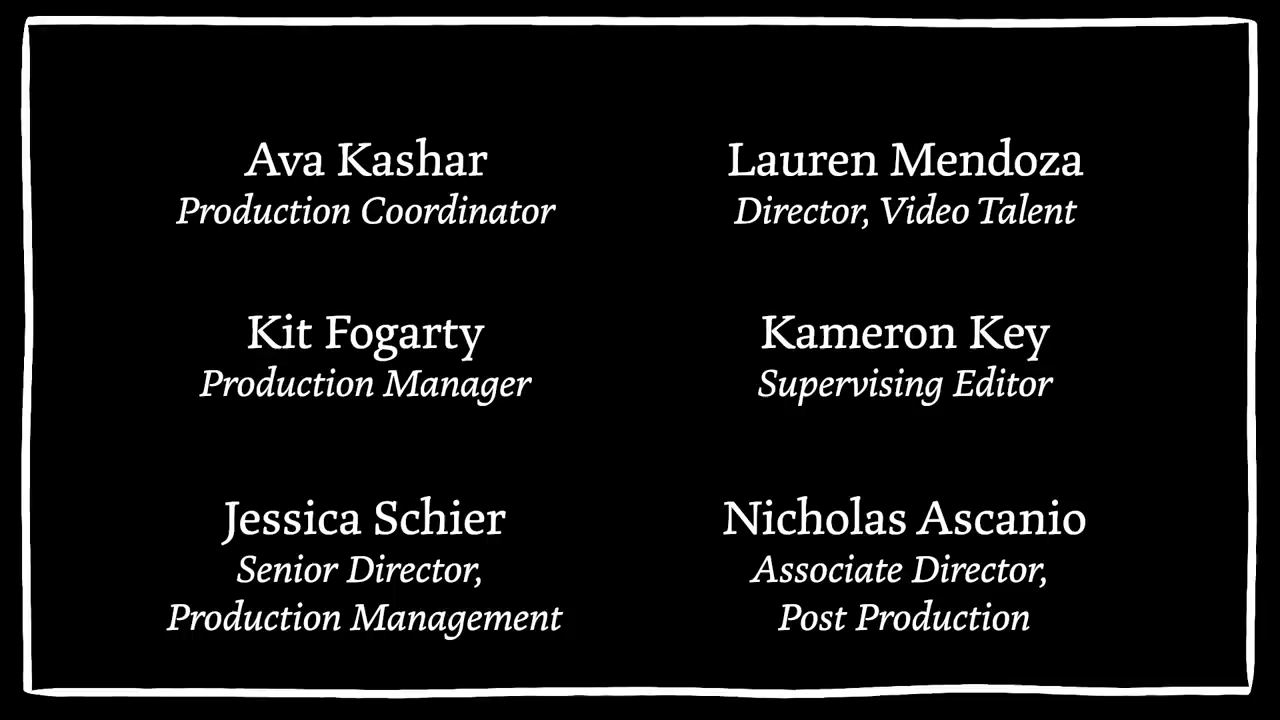 Ava Kashar
Production Coordinator
Kit Fogarty
Production Manager
Jessica Schier
Senior Director,
Production Management
Lauren Mendoza
Director, Video Talent
Kameron Key
Supervising Editor
Nicholas Ascanio
Associate Director,
Post Production